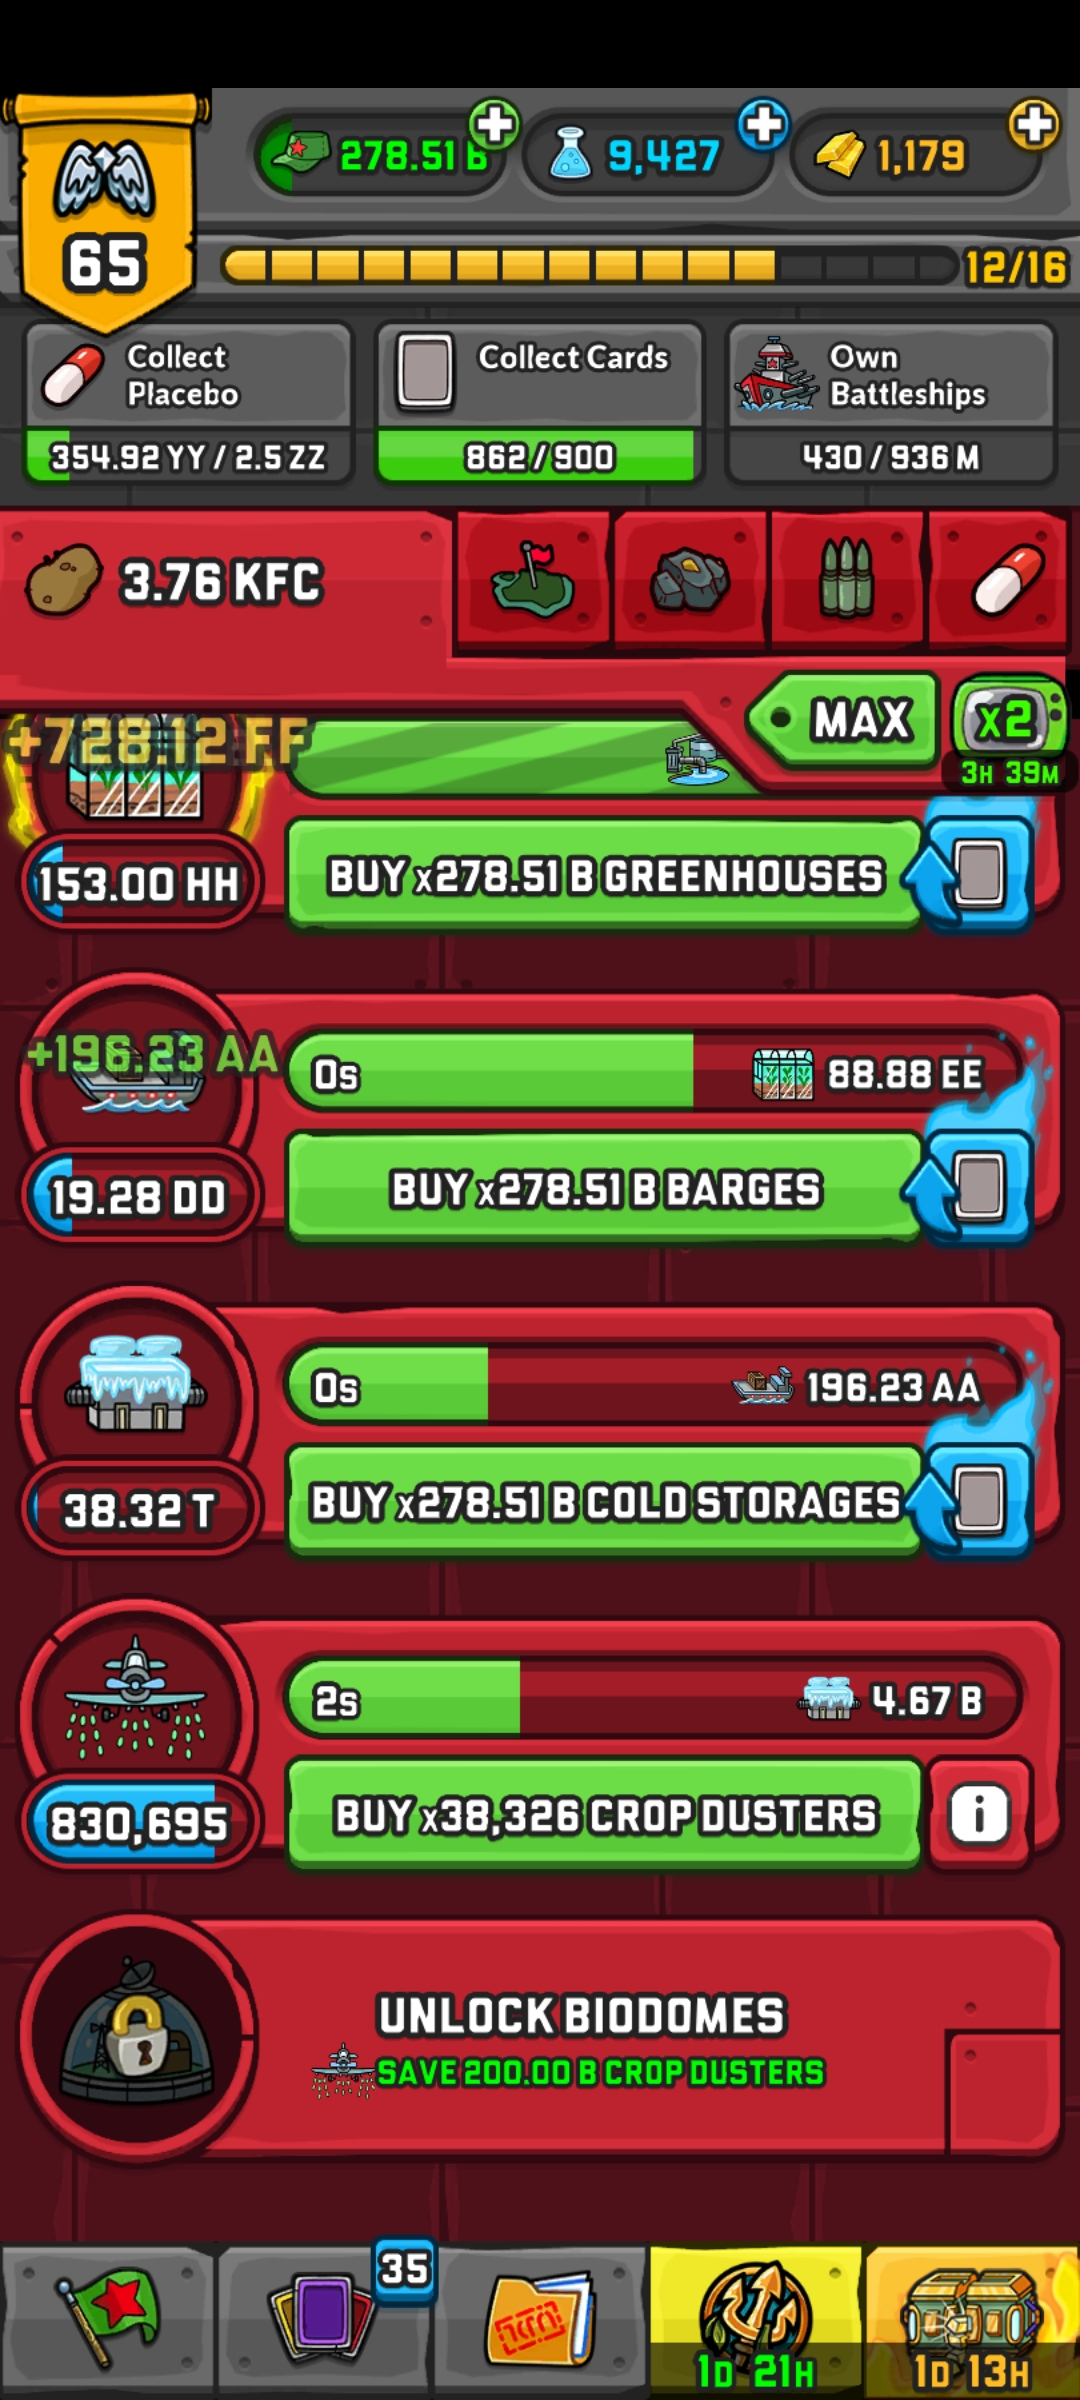 278.51 B
9,427
1,179
65
12/16
Collect
Placebo
354.92 YY / 2.5 ZZ
Collect Cards
862/900
Own
Battleships
430 / 936 M
3.76 KFC
MAX
x2
3H 39M
+728.12 FF
153.00 HH
BUY x278.51 B GREENHOUSES
+196.23 AA
0s
88.88 EE
19.28 DD
BUY x278.51 B BARGES
0s
196.23 AA
38.32 T
BUY x278.51 B COLD STORAGES
2s
4.67 B
830,695
BUY x38,326 CROP DUSTERS
i
UNLOCK BIODOMES
SAVE 200.00 B CROP DUSTERS
35
1D 21H
1D 13H